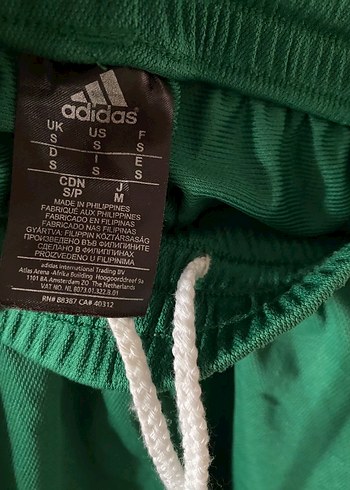 adidas
UK US F
S S S
D I E
S S S
CDN J
S/P M
MADE IN PHILIPPINES
FABRIQUÉ AUX PHILIPPINES
FABRICADO EN FILIPINAS
FABRICADO NAS FILIPINAS
GYÁRTVA: FILIPPIN KÖZTÁRSASÁG
ПРОИЗВЕДЕНО ВЪВ ФИЛИПИНИТЕ
СДЕЛАНО В ФИЛИППИНАХ
PROIZVEDENO U FILIPINIMA
adidas International Trading BV
Atlas Arena -Afrika Building Hoogoorddreef 9a
1101 BA Amsterdam ZO The Netherlands
VAT NO. NL 8073.01.327.B.01
RN# 88387 CA# 40312